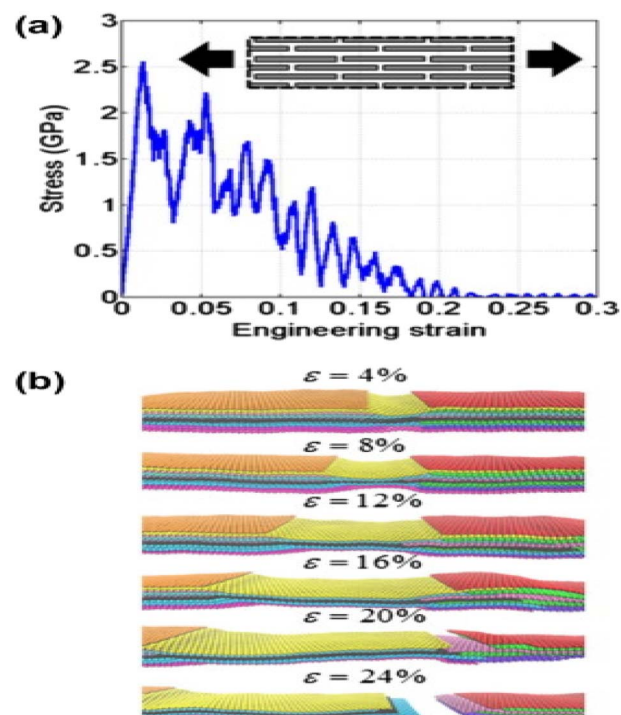 (a)
3
2.5
2
1.5
1
0.5
0
Stress (GPa)
0 0.05 0.1 0.15 0.2 0.25 0.3
Engineering strain
(b)
ε = 4%
ε = 8%
ε = 12%
ε = 16%
ε = 20%
ε = 24%